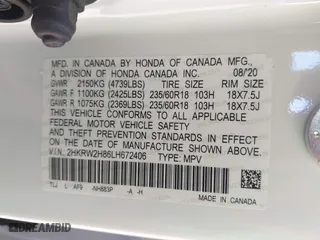 MFD. IN CANADA BY HONDA OF CANADA MFG.,
A DIVISION OF HONDA CANADA INC. 08/'20
GVWR 2150KG (4739LBS) TIRE SIZE RIM SIZE
GAWR F 1100KG (2425LBS) 235/60R18 103H 18X7.5J
GAWR R 1075KG (2369LBS) 235/60R18 103H 18X7.5J
THIS VEHICLE CONFORMS TO ALL APPLICABLE
FEDERAL MOTOR VEHICLE SAFETY, BUMPER,
AND THEFT PREVENTION STANDARDS IN EFFECT
ON THE DATE OF MANUFACTURE SHOWN ABOVE.
V.I.N. 2HKRW2H86LH672406 TYPE: MPV
NH883P
MADE IN CANADA